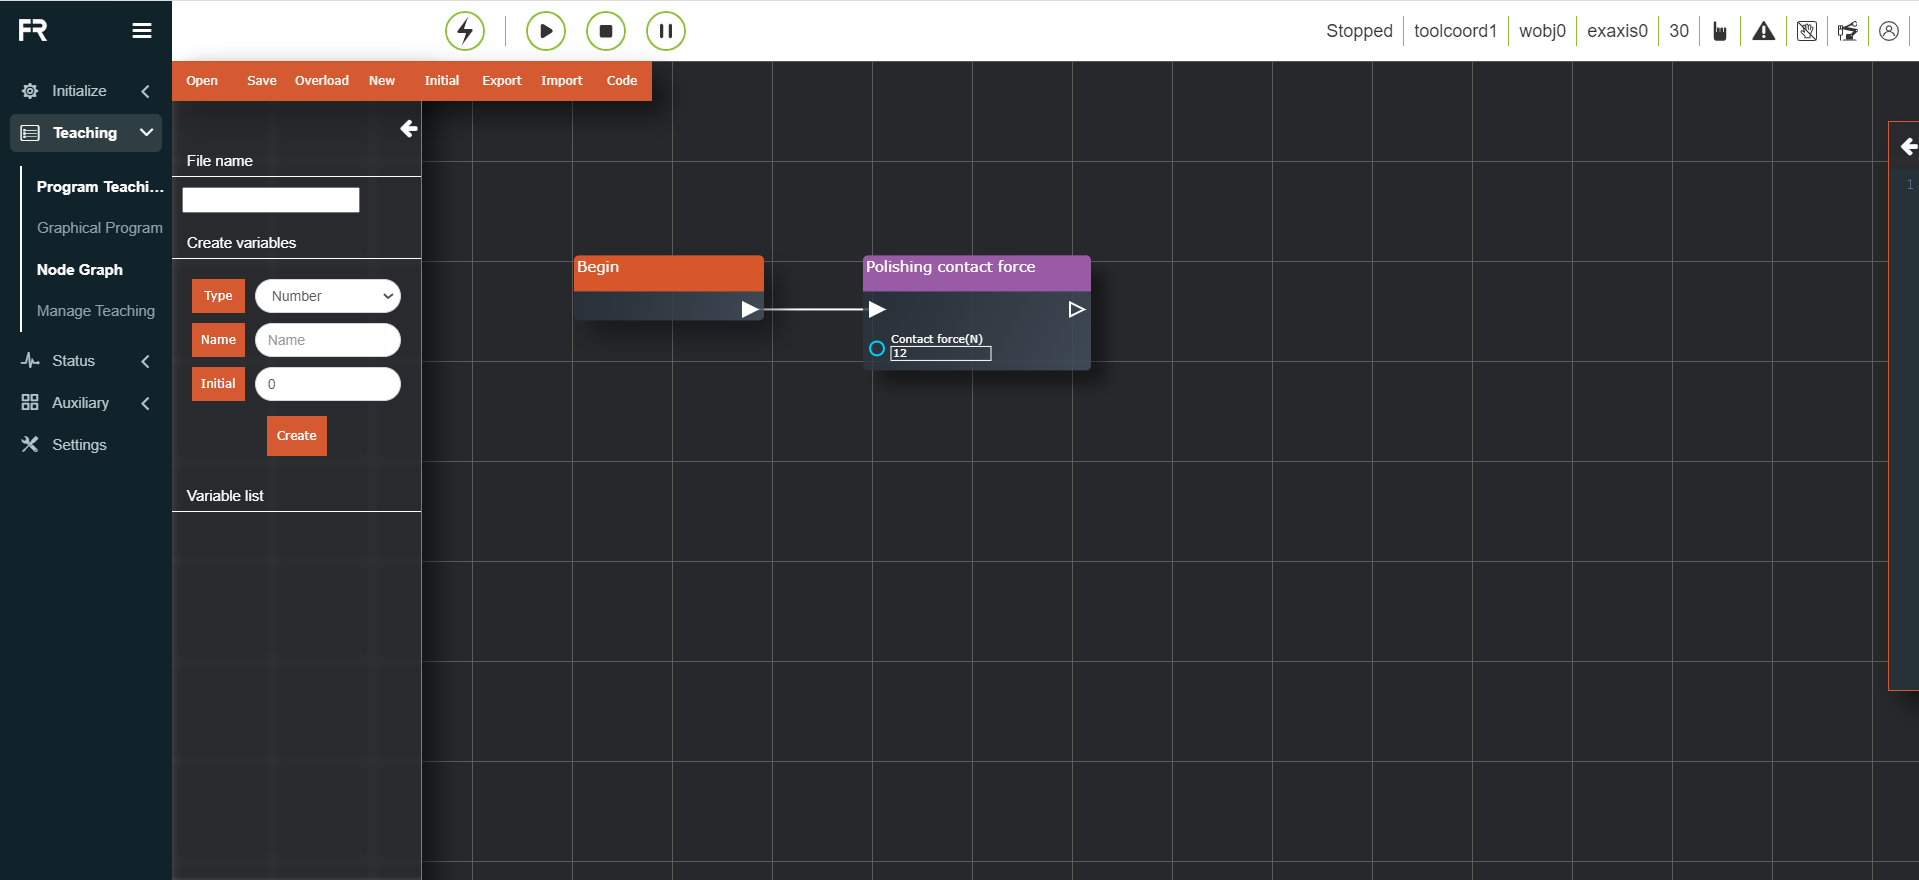 FR
Stopped
toolcoord1
wobj0
exaxis0
30
Open
Save
Overload
New
Initial
Export
Import
Code
Initialize
Teaching
Program Teachi...
Graphical Program
Node Graph
Manage Teaching
Status
Auxiliary
Settings
File name
Create variables
Type
Number
Name
Name
Initial
0
Create
Variable list
Begin
Polishing contact force
Contact force(N)
12
1